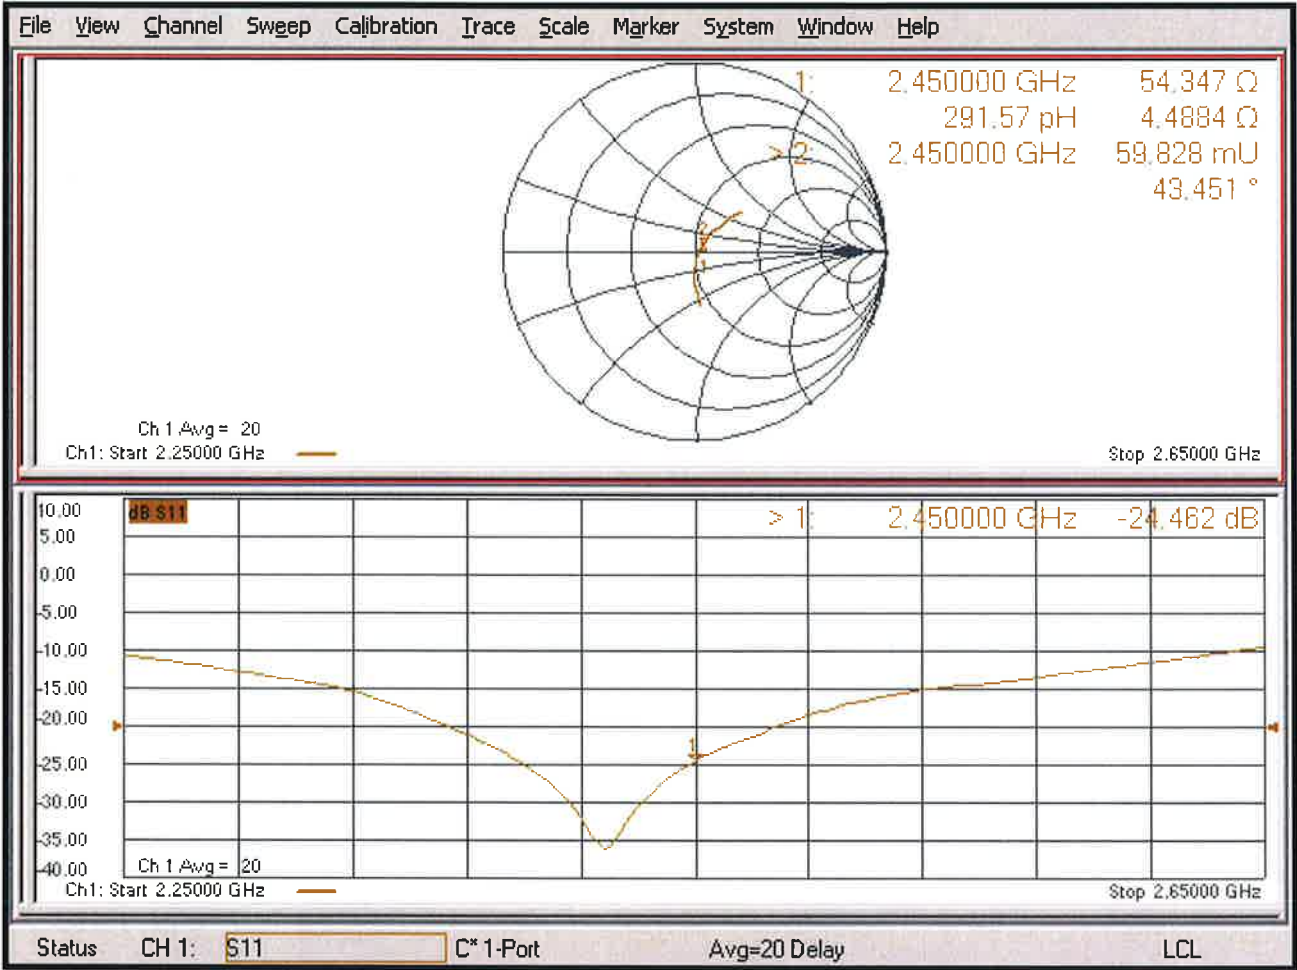 File View Channel Sweep Calibration Trace Scale Marker System Window Help
1: 2.450000 GHz 54.347 Ω
291.57 pH 4.4884 Ω
> 2: 2.450000 GHz 59.828 mU
43.451 °
2
1
Ch 1 Avg = 20
Ch1: Start 2.25000 GHz
Stop 2.65000 GHz
10.00
dB S11
> 1: 2.450000 GHz -24.462 dB
5.00
0.00
-5.00
-10.00
-15.00
-20.00
1
-25.00
-30.00
-35.00
-40.00
Ch 1 Avg = 20
Ch1: Start 2.25000 GHz
Stop 2.65000 GHz
Status CH 1: S11 C* 1-Port Avg=20 Delay LCL